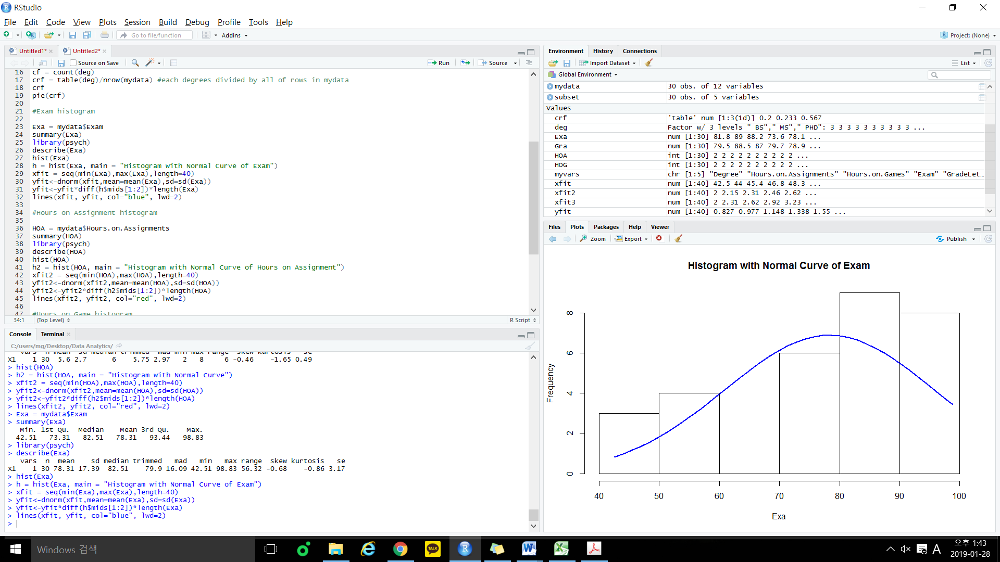 RStudio
File Edit Code View Plots Session Build Debug Profile Tools Help
Go to file/function Addins Project: (None)
Untitled1* Untitled2*
Source on Save Run Source
16 cf = count(deg)
17 crf = table(deg)/nrow(mydata) #each degrees divided by all of rows in mydata
18 crf
19 pie(crf)
20
21 #Exam histogram
22
23 Exa = mydata$Exam
24 summary(Exa)
25 library(psych)
26 describe(Exa)
27 hist(Exa)
28 h = hist(Exa, main = "Histogram with Normal Curve of Exam")
29 xfit = seq(min(Exa),max(Exa),length=40)
30 yfit<-dnorm(xfit,mean=mean(Exa),sd=sd(Exa))
31 yfit<-yfit*diff(h$mids[1:2])*length(Exa)
32 lines(xfit, yfit, col="blue", lwd=2)
33
34 #Hours on Assignment histogram
35
36 HOA = mydata$Hours.on.Assignments
37 summary(HOA)
38 library(psych)
39 describe(HOA)
40 hist(HOA)
41 h2 = hist(HOA, main = "Histogram with Normal Curve of Hours on Assignment")
42 xfit2 = seq(min(HOA),max(HOA),length=40)
43 yfit2<-dnorm(xfit2,mean=mean(HOA),sd=sd(HOA))
44 yfit2<-yfit2*diff(h2$mids[1:2])*length(HOA)
45 lines(xfit2, yfit2, col="red", lwd=2)
46
47 #Hours on Game histogram
34:1 (Top Level) R Script
Console Terminal
C:/users/mg/Desktop/Data Analytics/
vars n mean sd median trimmed mad min max range skew kurtosis se
X1 1 30 5.6 2.7 6 5.75 2.97 2 8 6 -0.46 -1.65 0.49
> hist(HOA)
> h2 = hist(HOA, main = "Histogram with Normal Curve")
> xfit2 = seq(min(HOA),max(HOA),length=40)
> yfit2<-dnorm(xfit2,mean=mean(HOA),sd=sd(HOA))
> yfit2<-yfit2*diff(h2$mids[1:2])*length(HOA)
> lines(xfit2, yfit2, col="red", lwd=2)
> Exa = mydata$Exam
> summary(Exa)
Min. 1st Qu. Median Mean 3rd Qu. Max.
42.51 73.31 82.51 78.31 93.44 98.83
> library(psych)
> describe(Exa)
vars n mean sd median trimmed mad min max range skew kurtosis se
X1 1 30 78.31 17.39 82.51 79.9 16.09 42.51 98.83 56.32 -0.68 -0.86 3.17
> hist(Exa)
> h = hist(Exa, main = "Histogram with Normal Curve of Exam")
> xfit = seq(min(Exa),max(Exa),length=40)
> yfit<-dnorm(xfit,mean=mean(Exa),sd=sd(Exa))
> yfit<-yfit*diff(h$mids[1:2])*length(Exa)
> lines(xfit, yfit, col="blue", lwd=2)
>
Environment History Connections
Import Dataset List
Global Environment
mydata 30 obs. of 12 variables
subset 30 obs. of 5 variables
Values
crf 'table' num [1:3(1d)] 0.2 0.233 0.567
deg Factor w/ 3 levels " BS"," MS"," PHD": 3 3 3 3 3 3 3 3 3 3 ...
Exa num [1:30] 81.8 89 88.2 73.6 78.1 ...
Gra num [1:30] 79.5 88.5 87 79.7 78.9 ...
HOA int [1:30] 2 2 2 2 2 2 2 2 2 2 ...
HOG int [1:30] 2 2 2 2 2 2 2 2 2 2 ...
myvars chr [1:5] "Degree" "Hours.on.Assignments" "Hours.on.Games" "Exam" "GradeLet…
xfit num [1:40] 42.5 44 45.4 46.8 48.3 ...
xfit2 num [1:40] 2 2.15 2.31 2.46 2.62 ...
xfit3 num [1:40] 2 2.31 2.62 2.92 3.23 ...
yfit num [1:40] 0.827 0.977 1.148 1.338 1.55 ...
Files Plots Packages Help Viewer
Zoom Export Publish
Histogram with Normal Curve of Exam
Frequency
8
6
4
2
0
40 50 60 70 80 90 100
Exa
Windows 검색
TALK
A
오후 1:43
2019-01-28